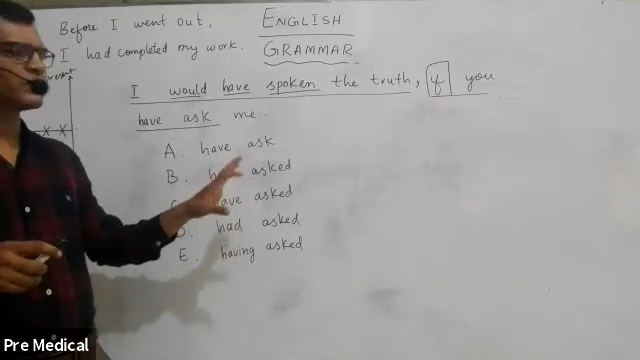 Before I went out,
ENGLISH
I had completed my work.
GRAMMAR
I would have spoken the truth, if you
have ask me.
A. have ask
B. asked
have asked
D. had asked
E. having asked
Pre Medical